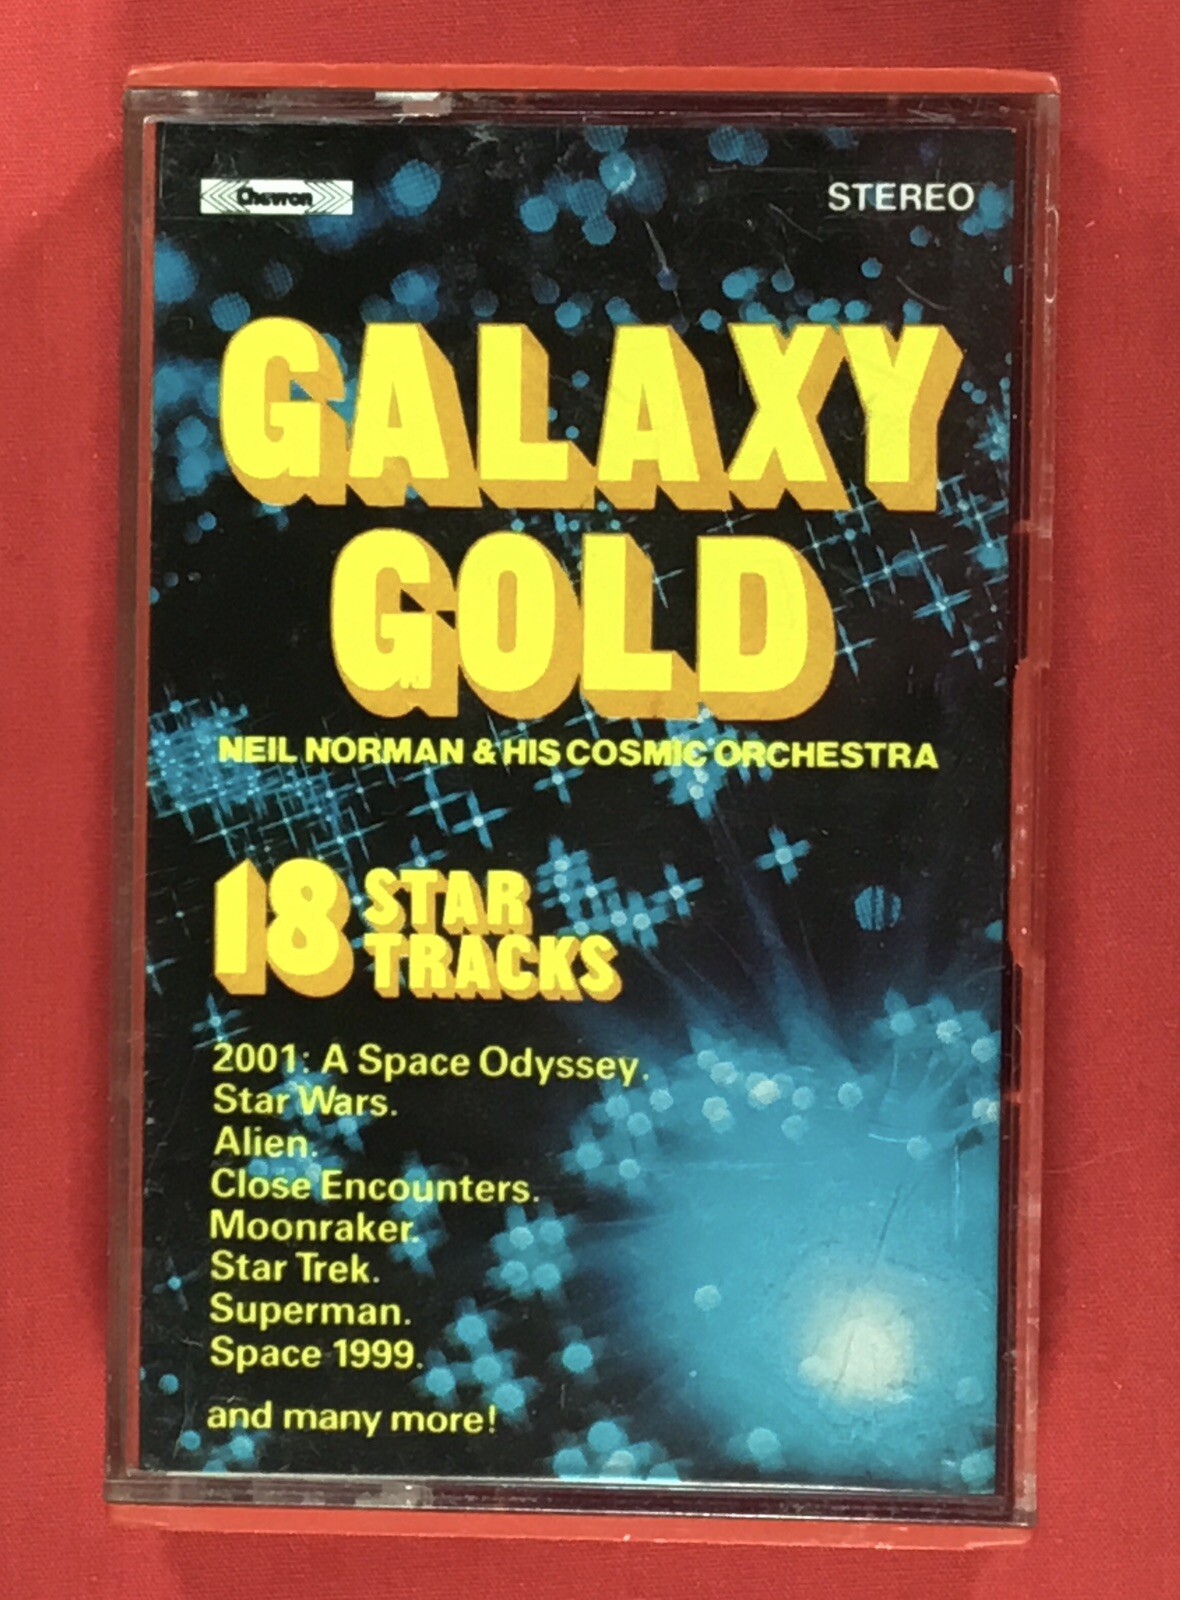 Chevron
STEREO
GALAXY
GOLD
NEIL NORMAN & HIS COSMIC ORCHESTRA
18 STAR
TRACKS
2001: A Space Odyssey.
Star Wars.
Alien.
Close Encounters.
Moonraker.
Star Trek.
Superman.
Space 1999.
and many more!